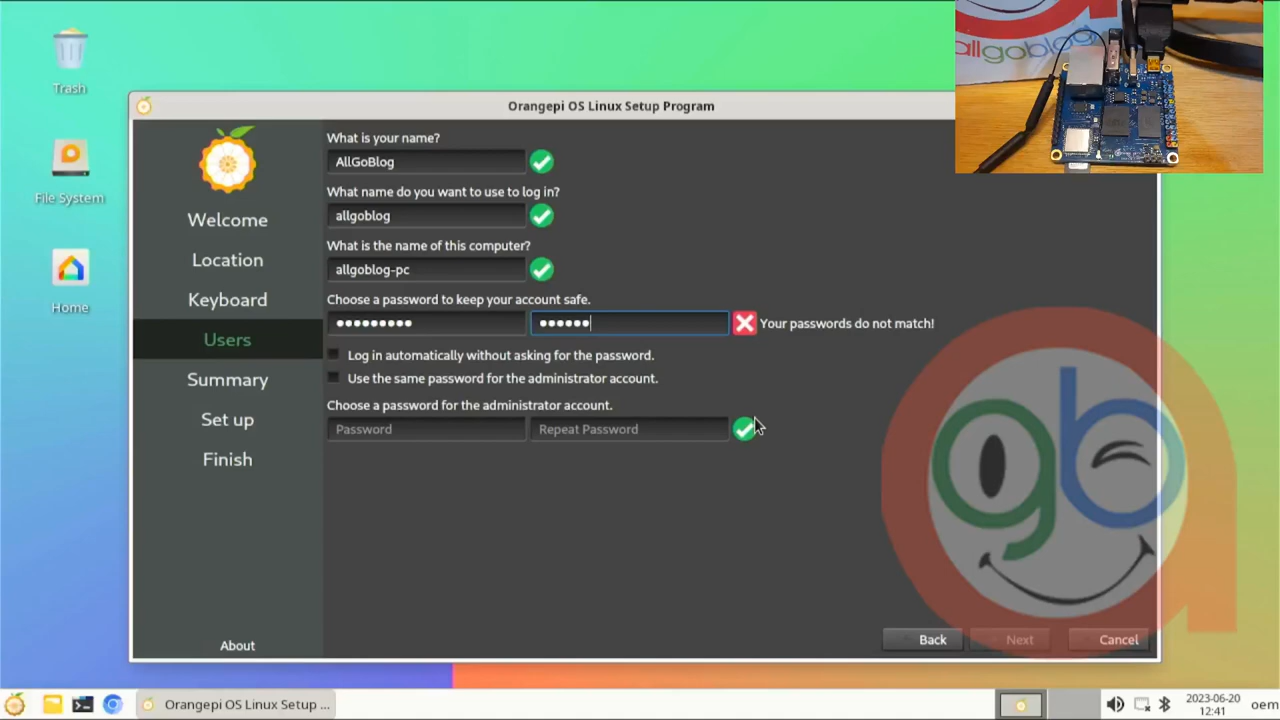 Trash
File System
Home
Orangepi OS Linux Setup Program
Welcome
Location
Keyboard
Users
Summary
Set up
Finish
About
What is your name?
AllGoBlog
What name do you want to use to log in?
allgoblog
What is the name of this computer?
allgoblog-pc
Choose a password to keep your account safe.
●●●●●●●●● ●●●●●● Your passwords do not match!
Log in automatically without asking for the password.
Use the same password for the administrator account.
Choose a password for the administrator account.
Password Repeat Password
Back Next Cancel
allgoblog
agb
Orangepi OS Linux Setup ...
2023-06-20
12:41
oem